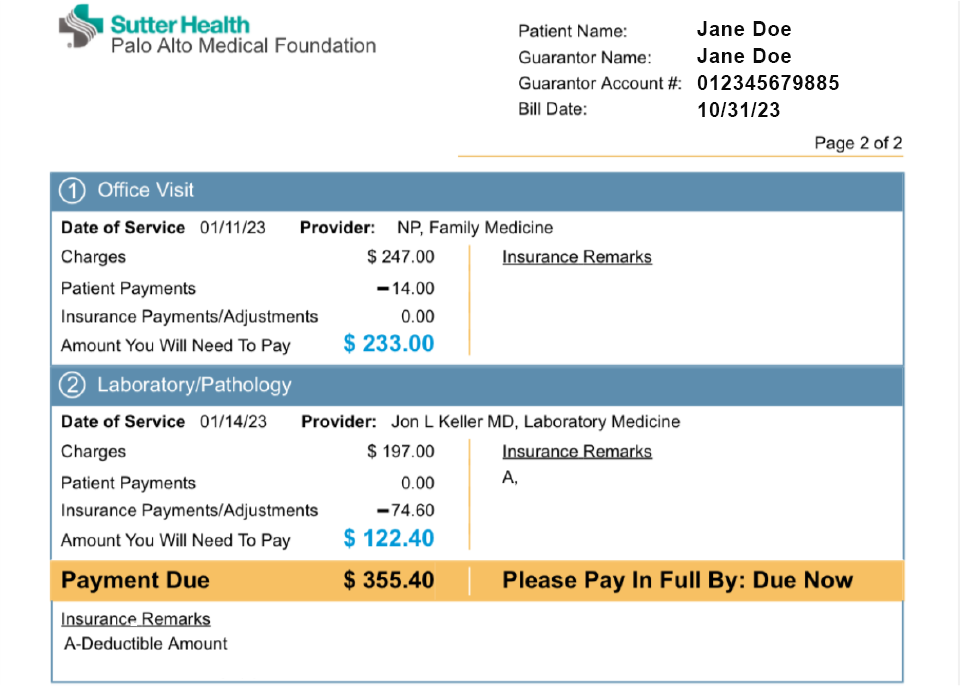 Sutter Health
Palo Alto Medical Foundation
Patient Name: Jane Doe
Guarantor Name: Jane Doe
Guarantor Account #: 012345679885
Bill Date: 10/31/23
Page 2 of 2
1 Office Visit
Date of Service 01/11/23 Provider: NP, Family Medicine
Charges $ 247.00 Insurance Remarks
Patient Payments –14.00
Insurance Payments/Adjustments 0.00
Amount You Will Need To Pay $ 233.00
2 Laboratory/Pathology
Date of Service 01/14/23 Provider: Jon L Keller MD, Laboratory Medicine
Charges $ 197.00 Insurance Remarks
Patient Payments 0.00 A,
Insurance Payments/Adjustments –74.60
Amount You Will Need To Pay $ 122.40
Payment Due $ 355.40 Please Pay In Full By: Due Now
Insurance Remarks
A-Deductible Amount